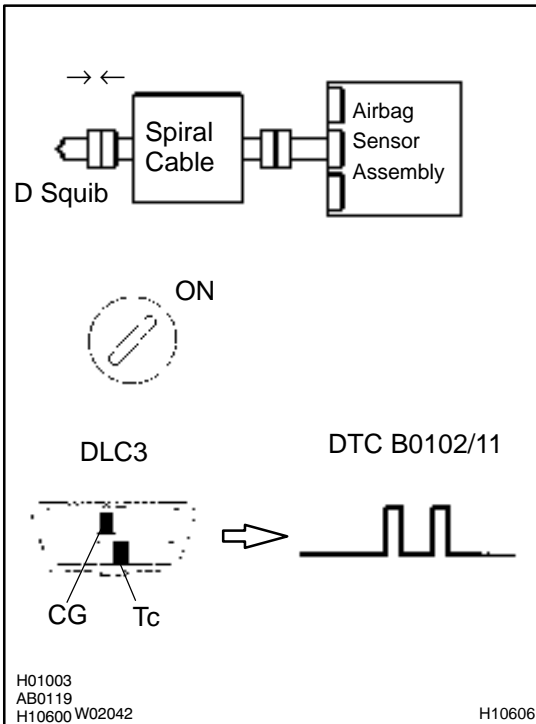 Spiral
Cable
Airbag
Sensor
Assembly
D Squib
ON
DLC3
DTC B0102/11
CG
Tc
H01003
AB0119
H10600 W02042
H10606